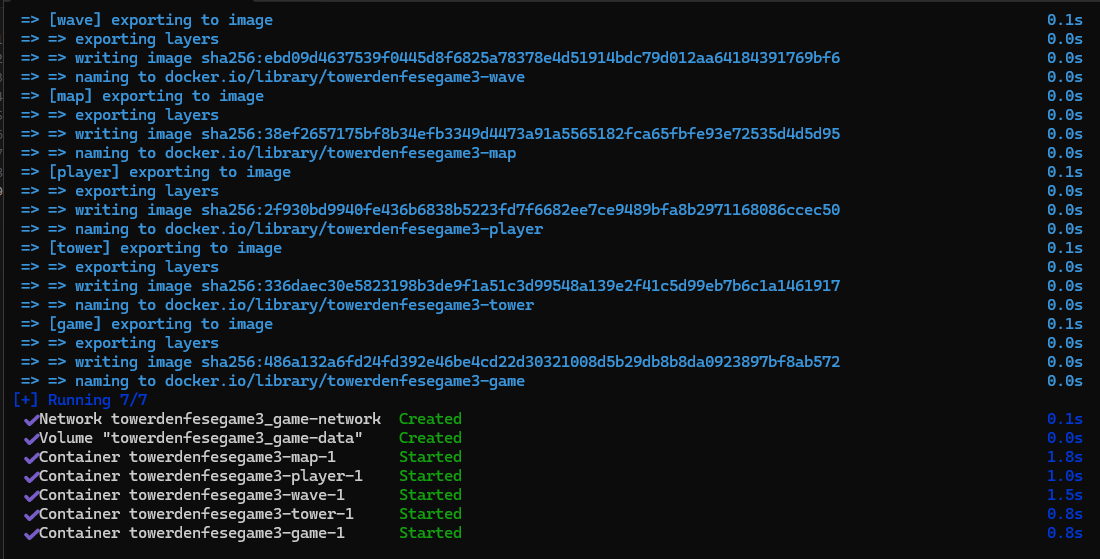 => [wave] exporting to image 0.1s
=> => exporting layers 0.0s
=> => writing image sha256:ebd09d4637539f0445d8f6825a78378e4d51914bdc79d012aa64184391769bf6 0.0s
=> => naming to docker.io/library/towerdenfesegame3-wave 0.0s
=> [map] exporting to image 0.0s
=> => exporting layers 0.0s
=> => writing image sha256:38ef2657175bf8b34efb3349d4473a91a5565182fca65fbfe93e72535d4d5d95 0.0s
=> => naming to docker.io/library/towerdenfesegame3-map 0.0s
=> [player] exporting to image 0.1s
=> => exporting layers 0.0s
=> => writing image sha256:2f930bd9940fe436b6838b5223fd7f6682ee7ce9489bfa8b2971168086ccec50 0.0s
=> => naming to docker.io/library/towerdenfesegame3-player 0.0s
=> [tower] exporting to image 0.1s
=> => exporting layers 0.0s
=> => writing image sha256:336daec30e5823198b3de9f1a51c3d99548a139e2f41c5d99eb7b6c1a1461917 0.0s
=> => naming to docker.io/library/towerdenfesegame3-tower 0.0s
=> [game] exporting to image 0.1s
=> => exporting layers 0.0s
=> => writing image sha256:486a132a6fd24fd392e46be4cd22d30321008d5b29db8b8da0923897bf8ab572 0.0s
=> => naming to docker.io/library/towerdenfesegame3-game 0.0s
[+] Running 7/7
✔Network towerdenfesegame3_game-network Created 0.1s
✔Volume "towerdenfesegame3_game-data" Created 0.0s
✔Container towerdenfesegame3-map-1 Started 1.8s
✔Container towerdenfesegame3-player-1 Started 1.0s
✔Container towerdenfesegame3-wave-1 Started 1.5s
✔Container towerdenfesegame3-tower-1 Started 0.8s
✔Container towerdenfesegame3-game-1 Started 0.8s